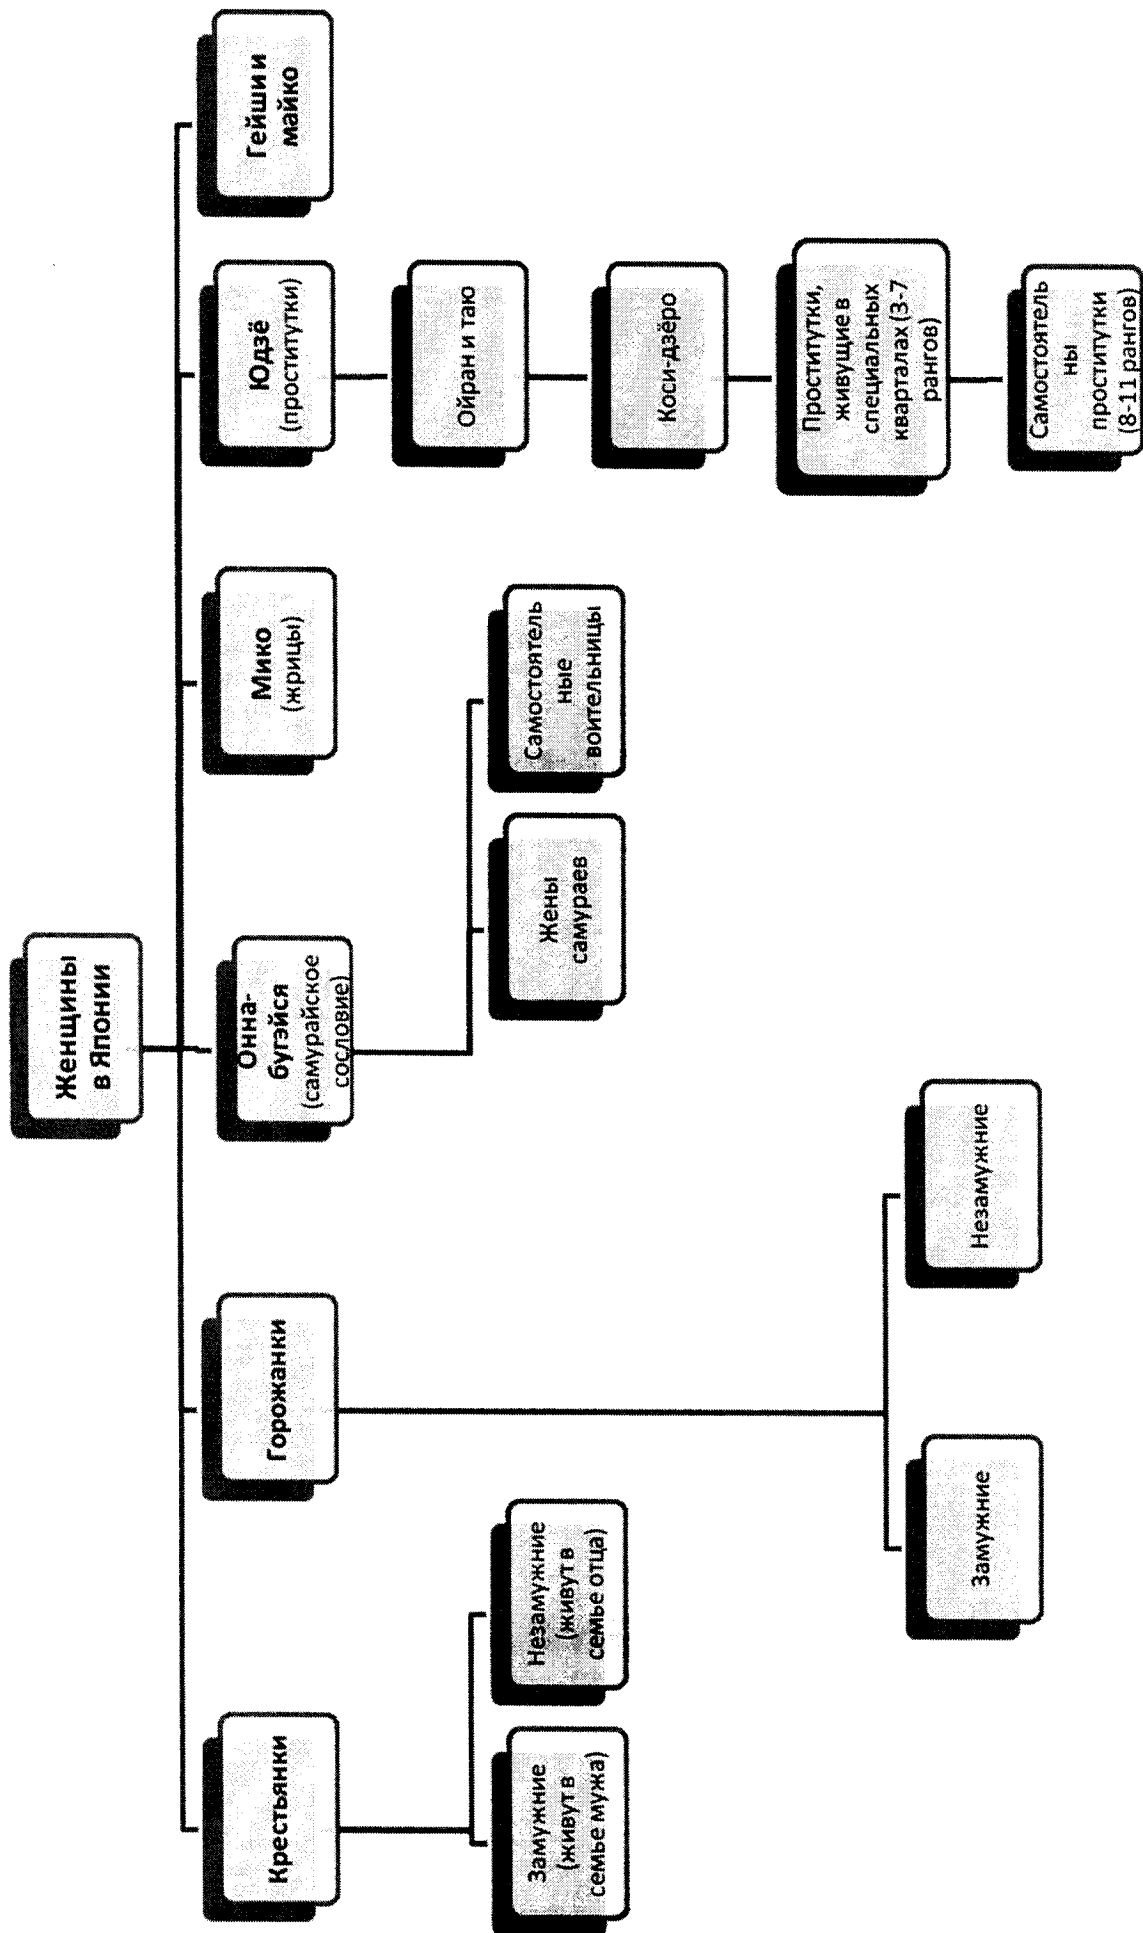 Женщины
в Японии
Крестьянки
Горожанки
Онна-
бугэйся
(самурайское
сословие)
Мико
(жрицы)
Юдзё
(проститутки)
Гейши и
майко
Замужние
(живут в
семье мужа)
Незамужние
(живут в
семье отца)
Замужние
Незамужние
Жены
самураев
Самостоятель
ные
воительницы
Ойран и таю
Коси-дзёро
Проститутки,
живущие в
специальных
кварталах (3-7
рангов)
Самостоятель
ны
проститутки
(8-11 рангов)